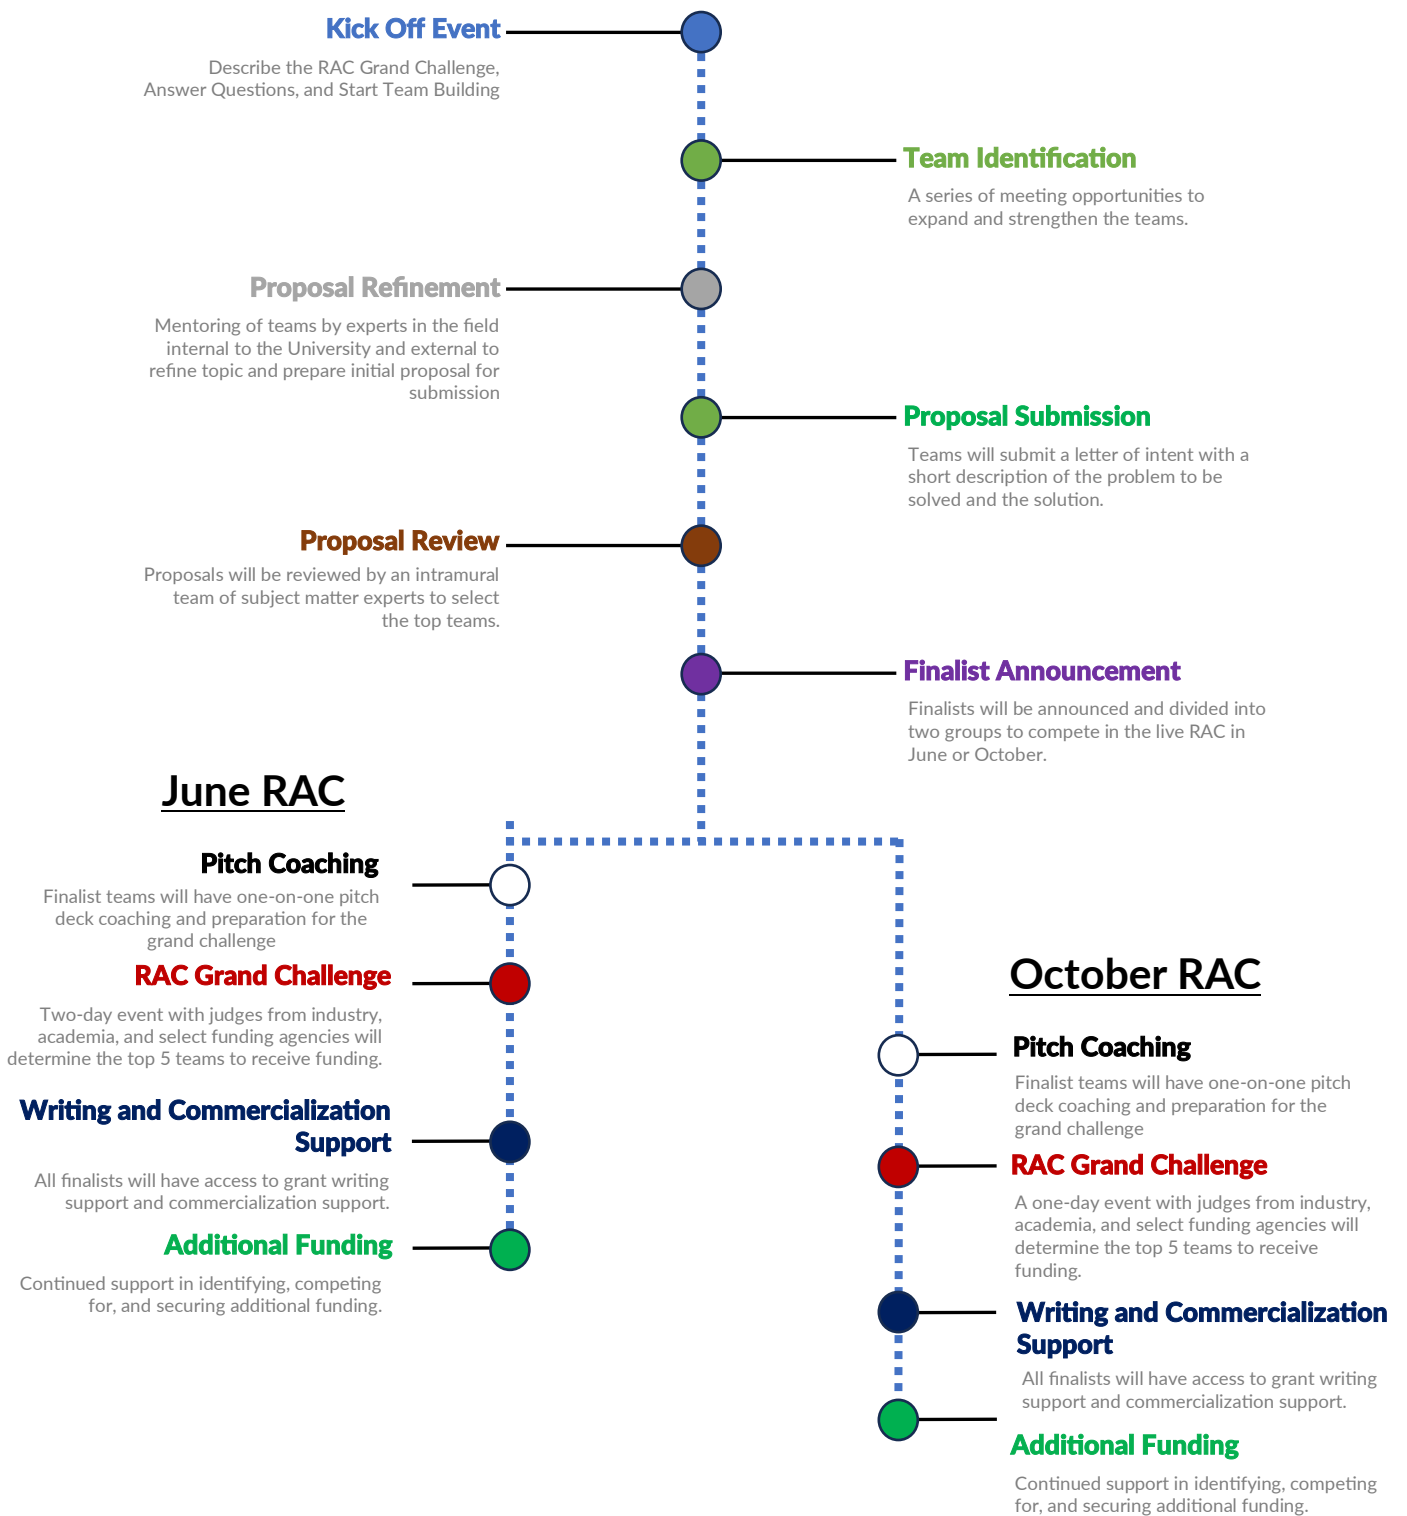 Kick Off Event
Describe the RAC Grand Challenge,
Answer Questions, and Start Team Building
Team Identification
A series of meeting opportunities to
expand and strengthen the teams.
Proposal Refinement
Mentoring of teams by experts in the field
internal to the University and external to
refine topic and prepare initial proposal for
submission
Proposal Submission
Teams will submit a letter of intent with a
short description of the problem to be
solved and the solution.
Proposal Review
Proposals will be reviewed by an intramural
team of subject matter experts to select
the top teams.
Finalist Announcement
Finalists will be announced and divided into
two groups to compete in the live RAC in
June or October.
June RAC
Pitch Coaching
Finalist teams will have one-on-one pitch
deck coaching and preparation for the
grand challenge
RAC Grand Challenge
Two-day event with judges from industry,
academia, and select funding agencies will
determine the top 5 teams to receive funding.
Writing and Commercialization
Support
All finalists will have access to grant writing
support and commercialization support.
Additional Funding
Continued support in identifying, competing
for, and securing additional funding.
October RAC
Pitch Coaching
Finalist teams will have one-on-one pitch
deck coaching and preparation for the
grand challenge
RAC Grand Challenge
A one-day event with judges from industry,
academia, and select funding agencies will
determine the top 5 teams to receive
funding.
Writing and Commercialization
Support
All finalists will have access to grant writing
support and commercialization support.
Additional Funding
Continued support in identifying, competing
for, and securing additional funding.